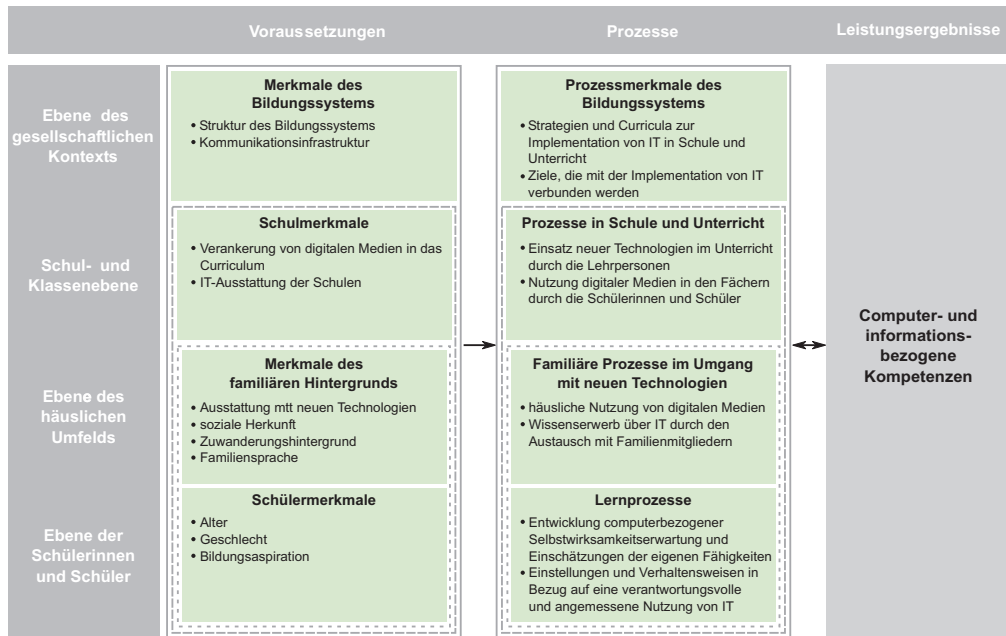 Voraussetzungen
Prozesse
Leistungsergebnisse
Ebene des
gesellschaftlichen
Kontexts
Merkmale des
Bildungssystems
• Struktur des Bildungssystems
• Kommunikationsinfrastruktur
Prozessmerkmale des
Bildungssystems
• Strategien und Curricula zur
Implementation von IT in Schule und
Unterricht
• Ziele, die mit der Implementation von IT
verbunden werden
Schul- und
Klassenebene
Schulmerkmale
• Verankerung von digitalen Medien in das
Curriculum
• IT-Ausstattung der Schulen
Prozesse in Schule und Unterricht
• Einsatz neuer Technologien im Unterricht
durch die Lehrpersonen
• Nutzung digitaler Medien in den Fächern
durch die Schülerinnen und Schüler
Ebene des
häuslichen
Umfelds
Merkmale des
familiären Hintergrunds
• Ausstattung mtt neuen Technologien
• soziale Herkunft
• Zuwanderungshintergrund
• Familiensprache
Familiäre Prozesse im Umgang
mit neuen Technologien
• häusliche Nutzung von digitalen Medien
• Wissenserwerb über IT durch den
Austausch mit Familienmitgliedern
Ebene der
Schülerinnen
und Schüler
Schülermerkmale
• Alter
• Geschlecht
• Bildungsaspiration
Lernprozesse
• Entwicklung computerbezogener
Selbstwirksamkeitserwartung und
Einschätzungen der eigenen Fähigkeiten
• Einstellungen und Verhaltensweisen in
Bezug auf eine verantwortungsvolle
und angemessene Nutzung von IT
Computer- und
informations-
bezogene
Kompetenzen